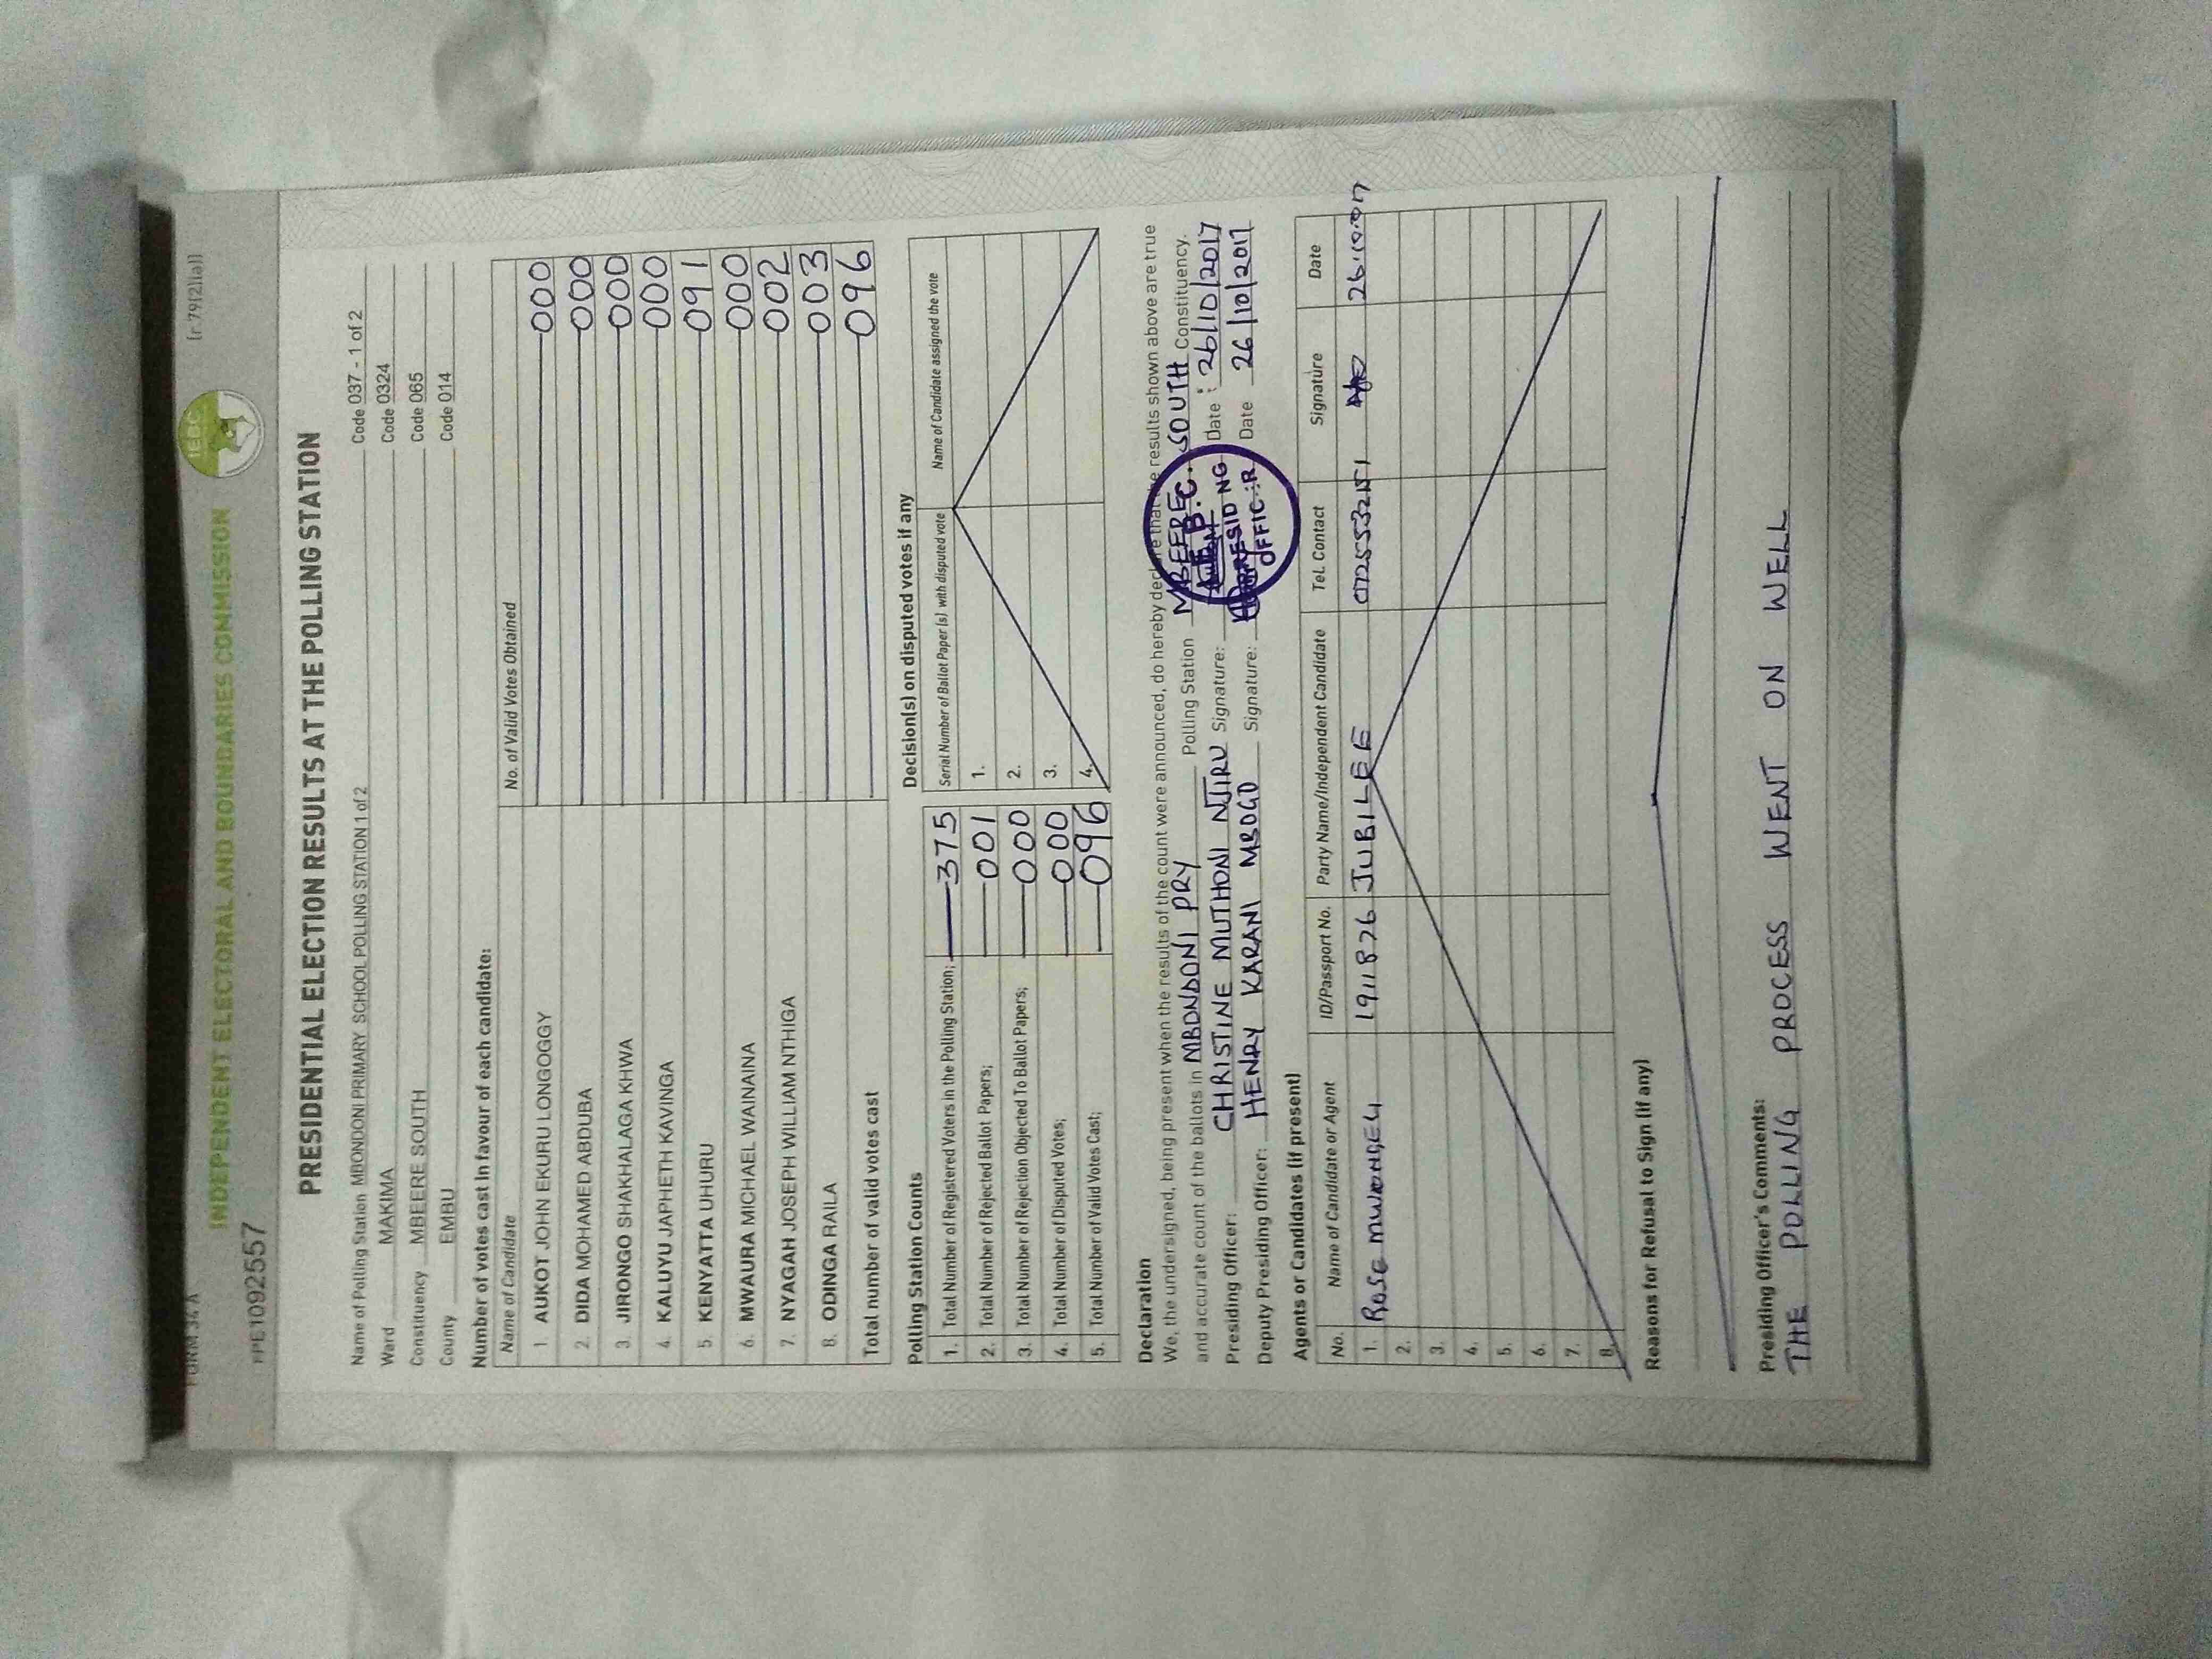 FORM 34 A
[r. 79(2)(a)]
IEBC
INDEPENDENT ELECTORAL AND BOUNDARIES COMMISSION
PPE1092557
PRESIDENTIAL ELECTION RESULTS AT THE POLLING STATION
Name of Polling Station MBONDONI PRIMARY SCHOOL POLLING STATION 1 of 2 Code 037 - 1 of 2
Ward MAKIMA Code 0324
Constituency MBEERE SOUTH Code 065
County EMBU Code 014
Number of votes cast in favour of each candidate:
Name of Candidate No. of Valid Votes Obtained
1. AUKOT JOHN EKURU LONGOGGY 000
2. DIDA MOHAMED ABDUBA 000
3. JIRONGO SHAKHALAGA KHWA 000
4. KALUYU JAPHETH KAVINGA 000
5. KENYATTA UHURU 091
6. MWAURA MICHAEL WAINAINA 000
7. NYAGAH JOSEPH WILLIAM NTHIGA 002
8. ODINGA RAILA 003
Total number of valid votes cast 096
Polling Station Counts
1. Total Number of Registered Voters in the Polling Station; 375
2. Total Number of Rejected Ballot Papers; 001
3. Total Number of Rejection Objected To Ballot Papers; 000
4. Total Number of Disputed Votes; 000
5. Total Number of Valid Votes Cast; 096
Decision(s) on disputed votes if any
Serial Number of Ballot Paper (s) with disputed vote Name of Candidate assigned the vote
1.
2.
3.
4.
Declaration
We, the undersigned, being present when the results of the count were announced, do hereby declare that the results shown above are true
and accurate count of the ballots in MBONDONI PRY Polling Station MBEERE SOUTH Constituency.
Presiding Officer: CHRISTINE MUTHONI NJIRU Signature: Date : 26/10/2017
Deputy Presiding Officer: HENRY KARANI MBOGO Signature: Date 26/10/2017
I.E.B.C.
PRESIDING
OFFICER
Agents or Candidates (if present)
No. Name of Candidate or Agent ID/Passport No. Party Name/Independent Candidate Tel. Contact Signature Date
1. Rose 19111826 JUBILEE
2.
3.
4.
5.
6.
7.
8.
Reasons for Refusal to Sign (if any)
Presiding Officer's Comments:
THE POLLING PROCESS WENT ON WELL